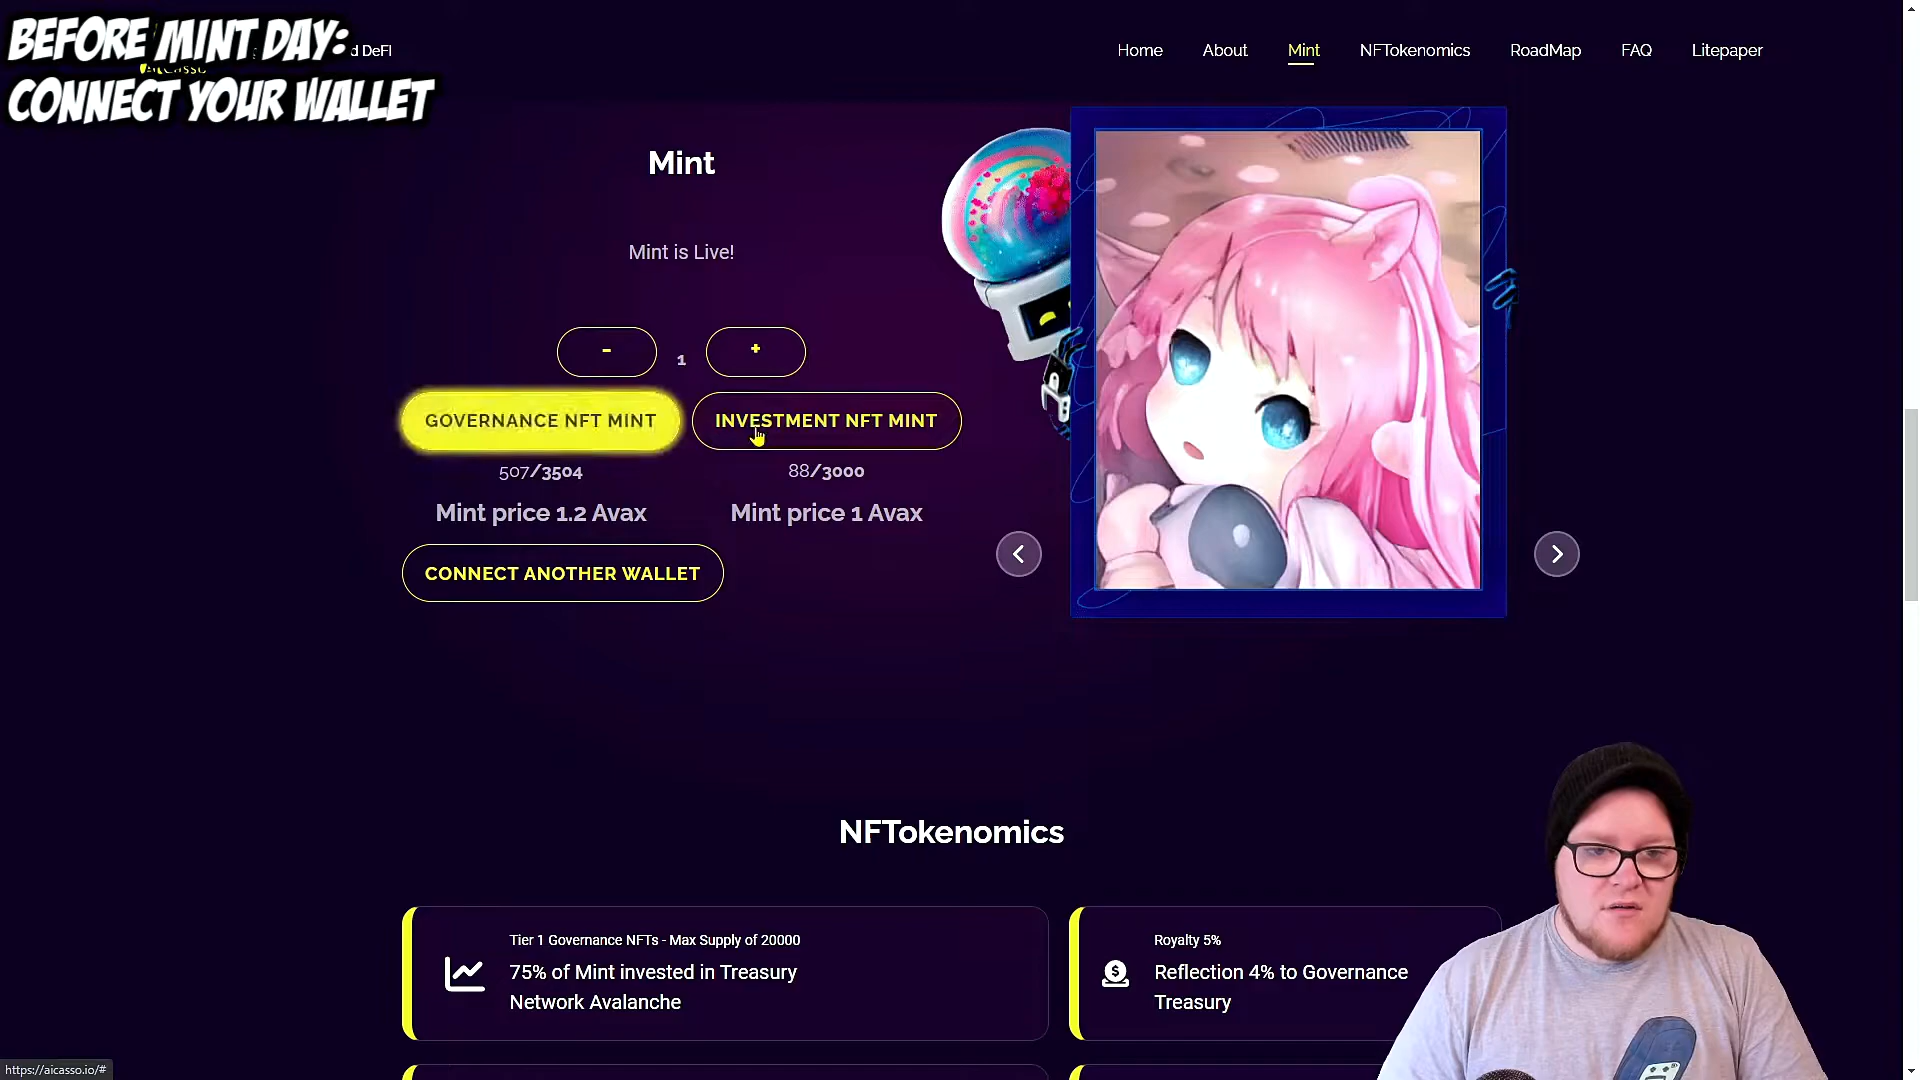 BEFORE MINT DAY:
CONNECT YOUR WALLET
d DeFI
Home
About
Mint
NFTokenomics
RoadMap
FAQ
Litepaper
Mint
Mint is Live!
-
1
+
GOVERNANCE NFT MINT
INVESTMENT NFT MINT
507/3504
88/3000
Mint price 1.2 Avax
Mint price 1 Avax
CONNECT ANOTHER WALLET
NFTokenomics
Tier 1 Governance NFTs - Max Supply of 20000
75% of Mint invested in Treasury
Network Avalanche
Royalty 5%
Reflection 4% to Governance
Treasury
https://aicasso.io/#